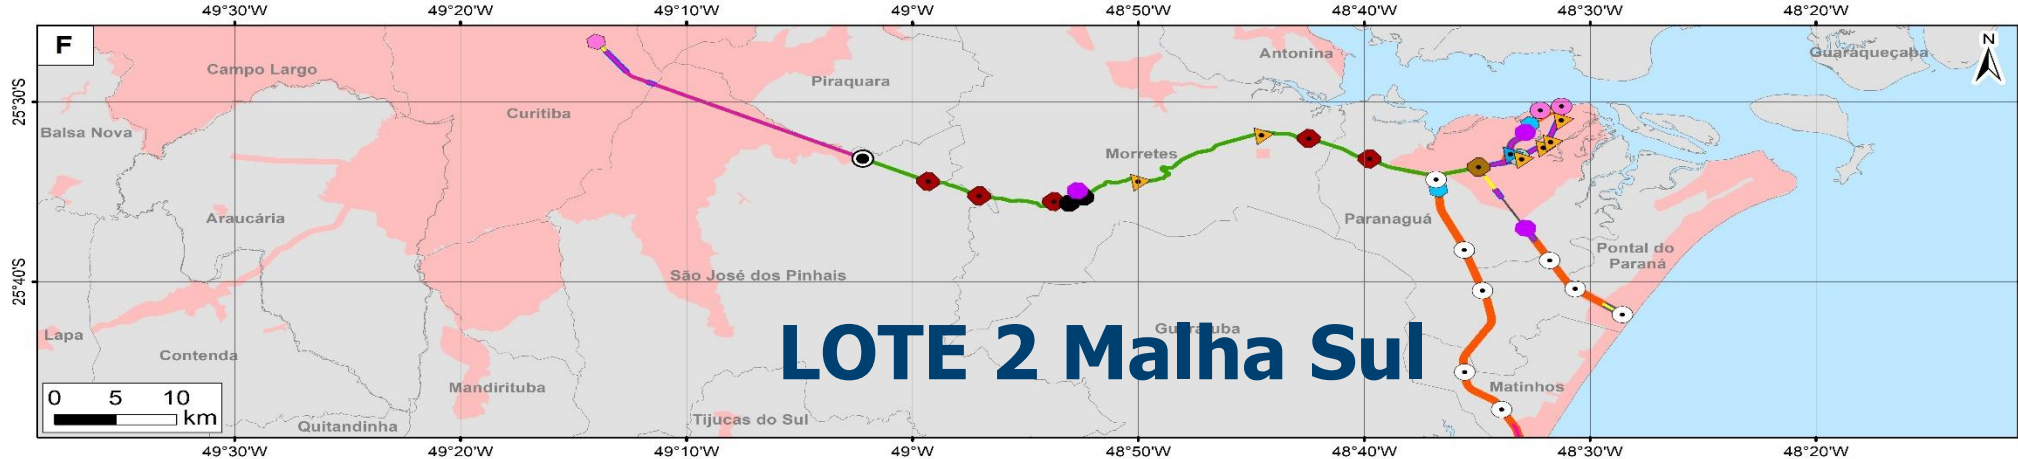 49°30'W 49°20'W 49°10'W 49°0'W 48°50'W 48°40'W 48°30'W 48°20'W
F
N
Campo Largo
Antonina
Guaraqueçaba
Piraquara
25°30'S
Curitiba
Balsa Nova
Morretes
Araucária
Paranaguá
Pontal do
Paraná
São José dos Pinhais
25°40'S
Lapa
Guaratuba
LOTE 2 Malha Sul
Contenda
Mandirituba
Matinhos
0 5 10
km
Quitandinha
Tijucas do Sul
49°30'W 49°20'W 49°10'W 49°0'W 48°50'W 48°40'W 48°30'W 48°20'W